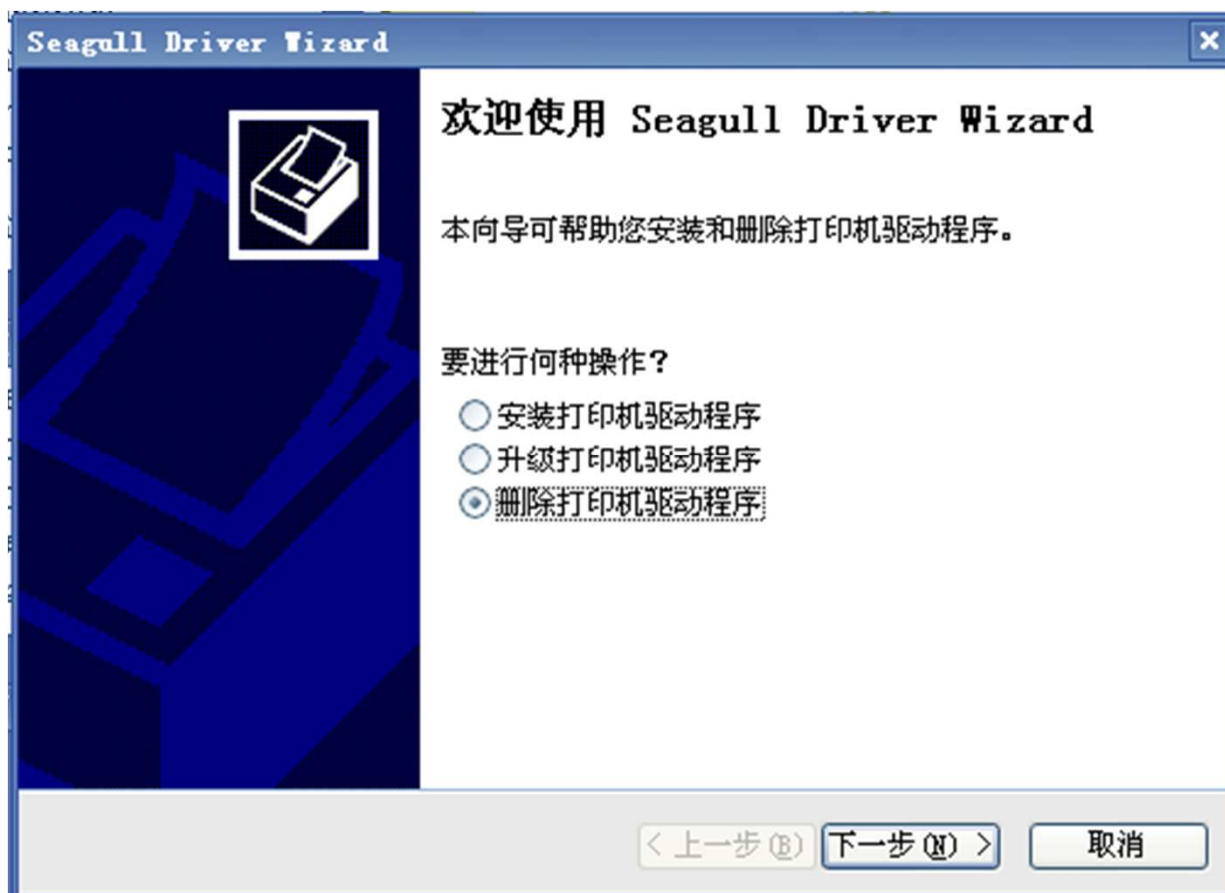 Seagull Driver Wizard
欢迎使用 Seagull Driver Wizard
本向导可帮助您安装和删除打印机驱动程序。
要进行何种操作?
安装打印机驱动程序
升级打印机驱动程序
删除打印机驱动程序
< 上一步(B) 下一步(N) > 取消